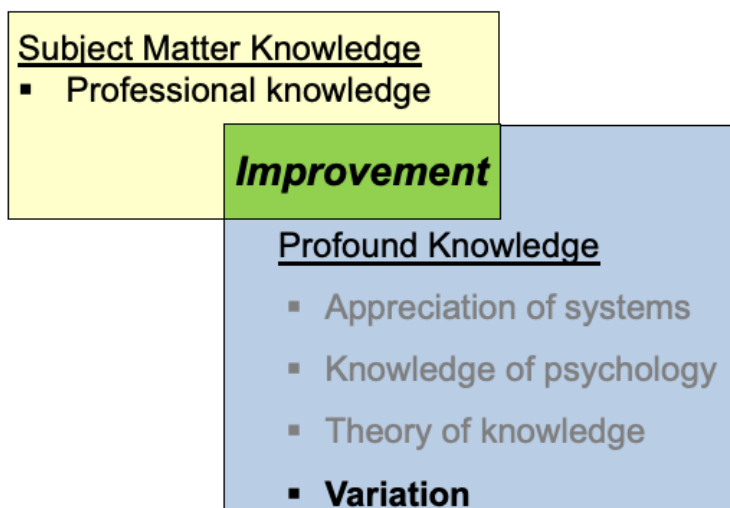 Subject Matter Knowledge
▪ Professional knowledge
Improvement
Profound Knowledge
▪ Appreciation of systems
▪ Knowledge of psychology
▪ Theory of knowledge
▪ Variation